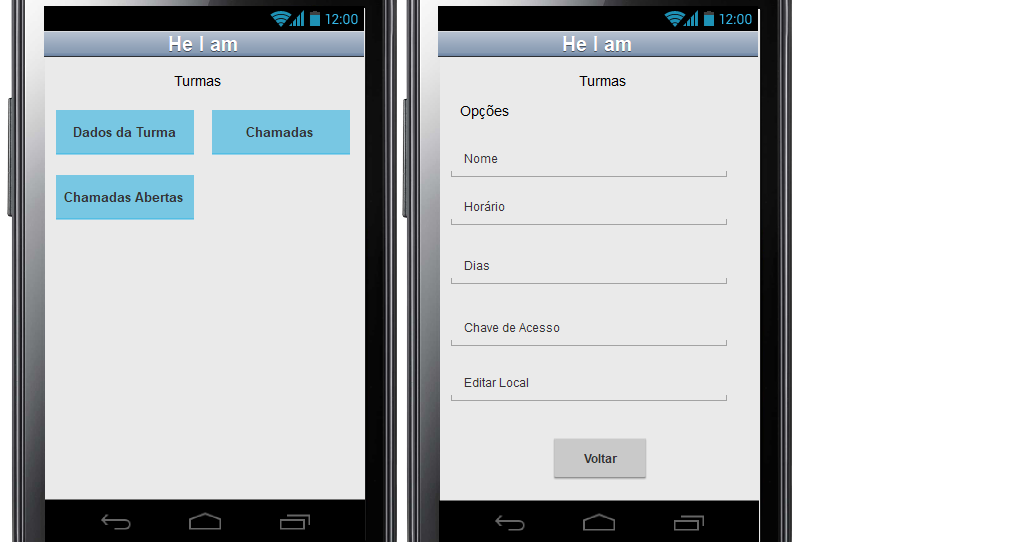 12:00
He I am
Turmas
Dados da Turma
Chamadas
Chamadas Abertas
12:00
He I am
Turmas
Opções
Nome
Horário
Dias
Chave de Acesso
Editar Local
Voltar